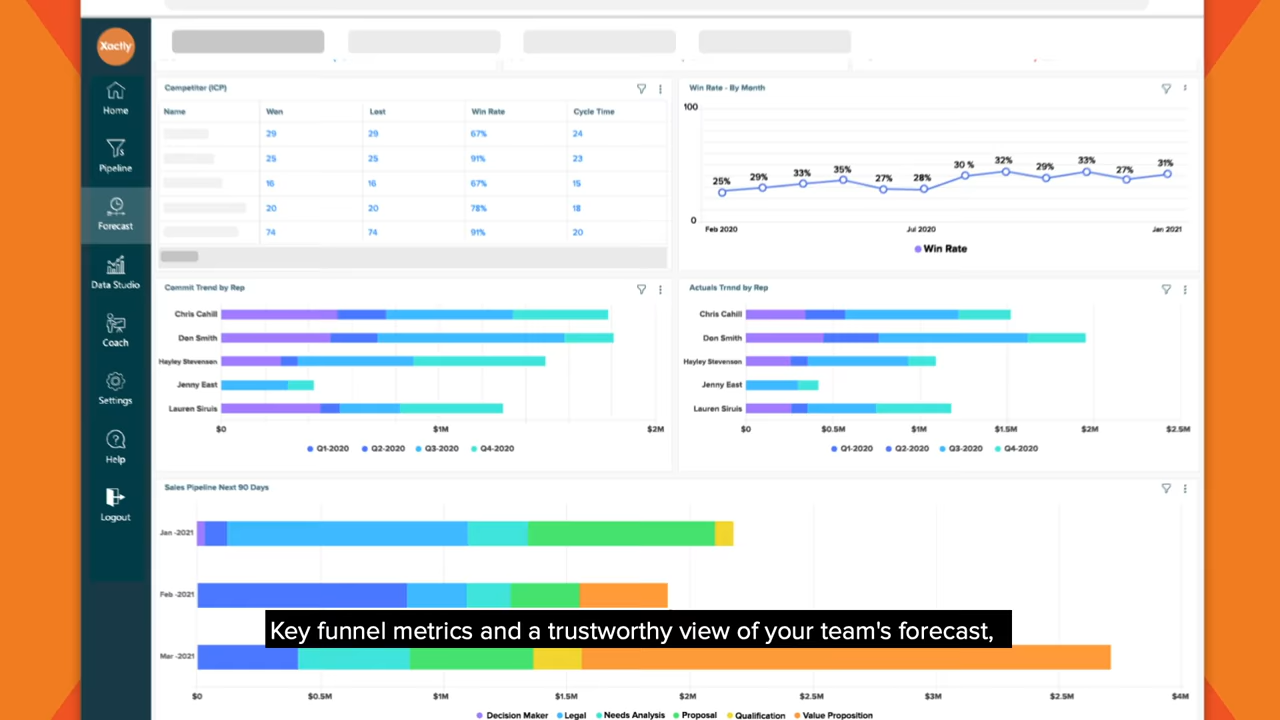 Xactly
Home
Pipeline
Forecast
Data Studio
Coach
Settings
Help
Logout
Competitor (ICP)
Name Won Lost Win Rate Cycle Time
29 29 67% 24
25 25 91% 23
16 16 67% 15
20 20 78% 18
74 74 91% 20
Win Rate - By Month
100
25% 29% 33% 35% 27% 28% 30 % 32% 29% 33% 27% 31%
0
Feb 2020 Jul 2020 Jan 2021
Win Rate
Commit Trend by Rep
Chris Cahill
Don Smith
Hayley Stevenson
Jenny East
Lauren Siruis
$0 $1M $2M
Q1-2020 Q2-2020 Q3-2020 Q4-2020
Actuals Trnnd by Rep
Chris Cahill
Don Smith
Hayley Stevenson
Jenny East
Lauren Siruis
$0 $0.5M $1M $1.5M $2M $2.5M
Q1-2020 Q2-2020 Q3-2020 Q4-2020
Sales Pipeline Next 90 Days
Jan -2021
Feb -2021
Key funnel metrics and a trustworthy view of your team's forecast,
Mar -2021
$0 $0.5M $1M $1.5M $2M $2.5M $3M $2.5M $4M
Decision Maker Legal Needs Analysis Proposal Qualification Value Proposition